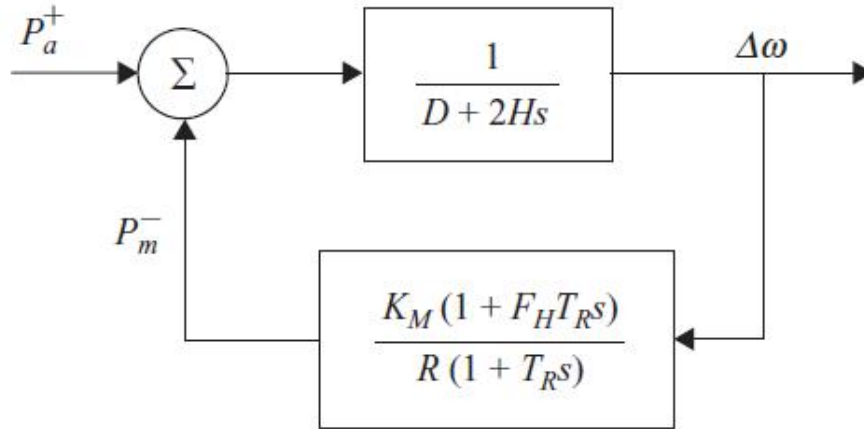 P_a^+
Σ
1
D + 2Hs
Δω
P_m^-
K_M (1 + F_H T_R s)
R (1 + T_R s)